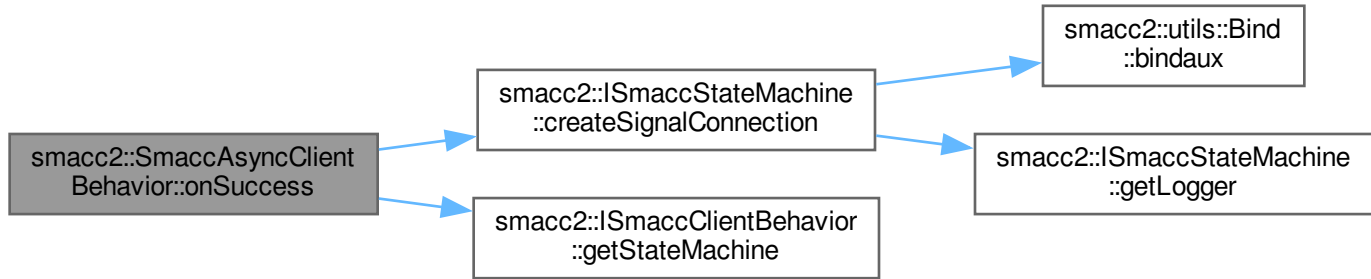 smacc2::SmaccAsyncClient
Behavior::onSuccess
smacc2::ISmaccStateMachine
::createSignalConnection
smacc2::ISmaccClientBehavior
::getStateMachine
smacc2::utils::Bind
::bindaux
smacc2::ISmaccStateMachine
::getLogger